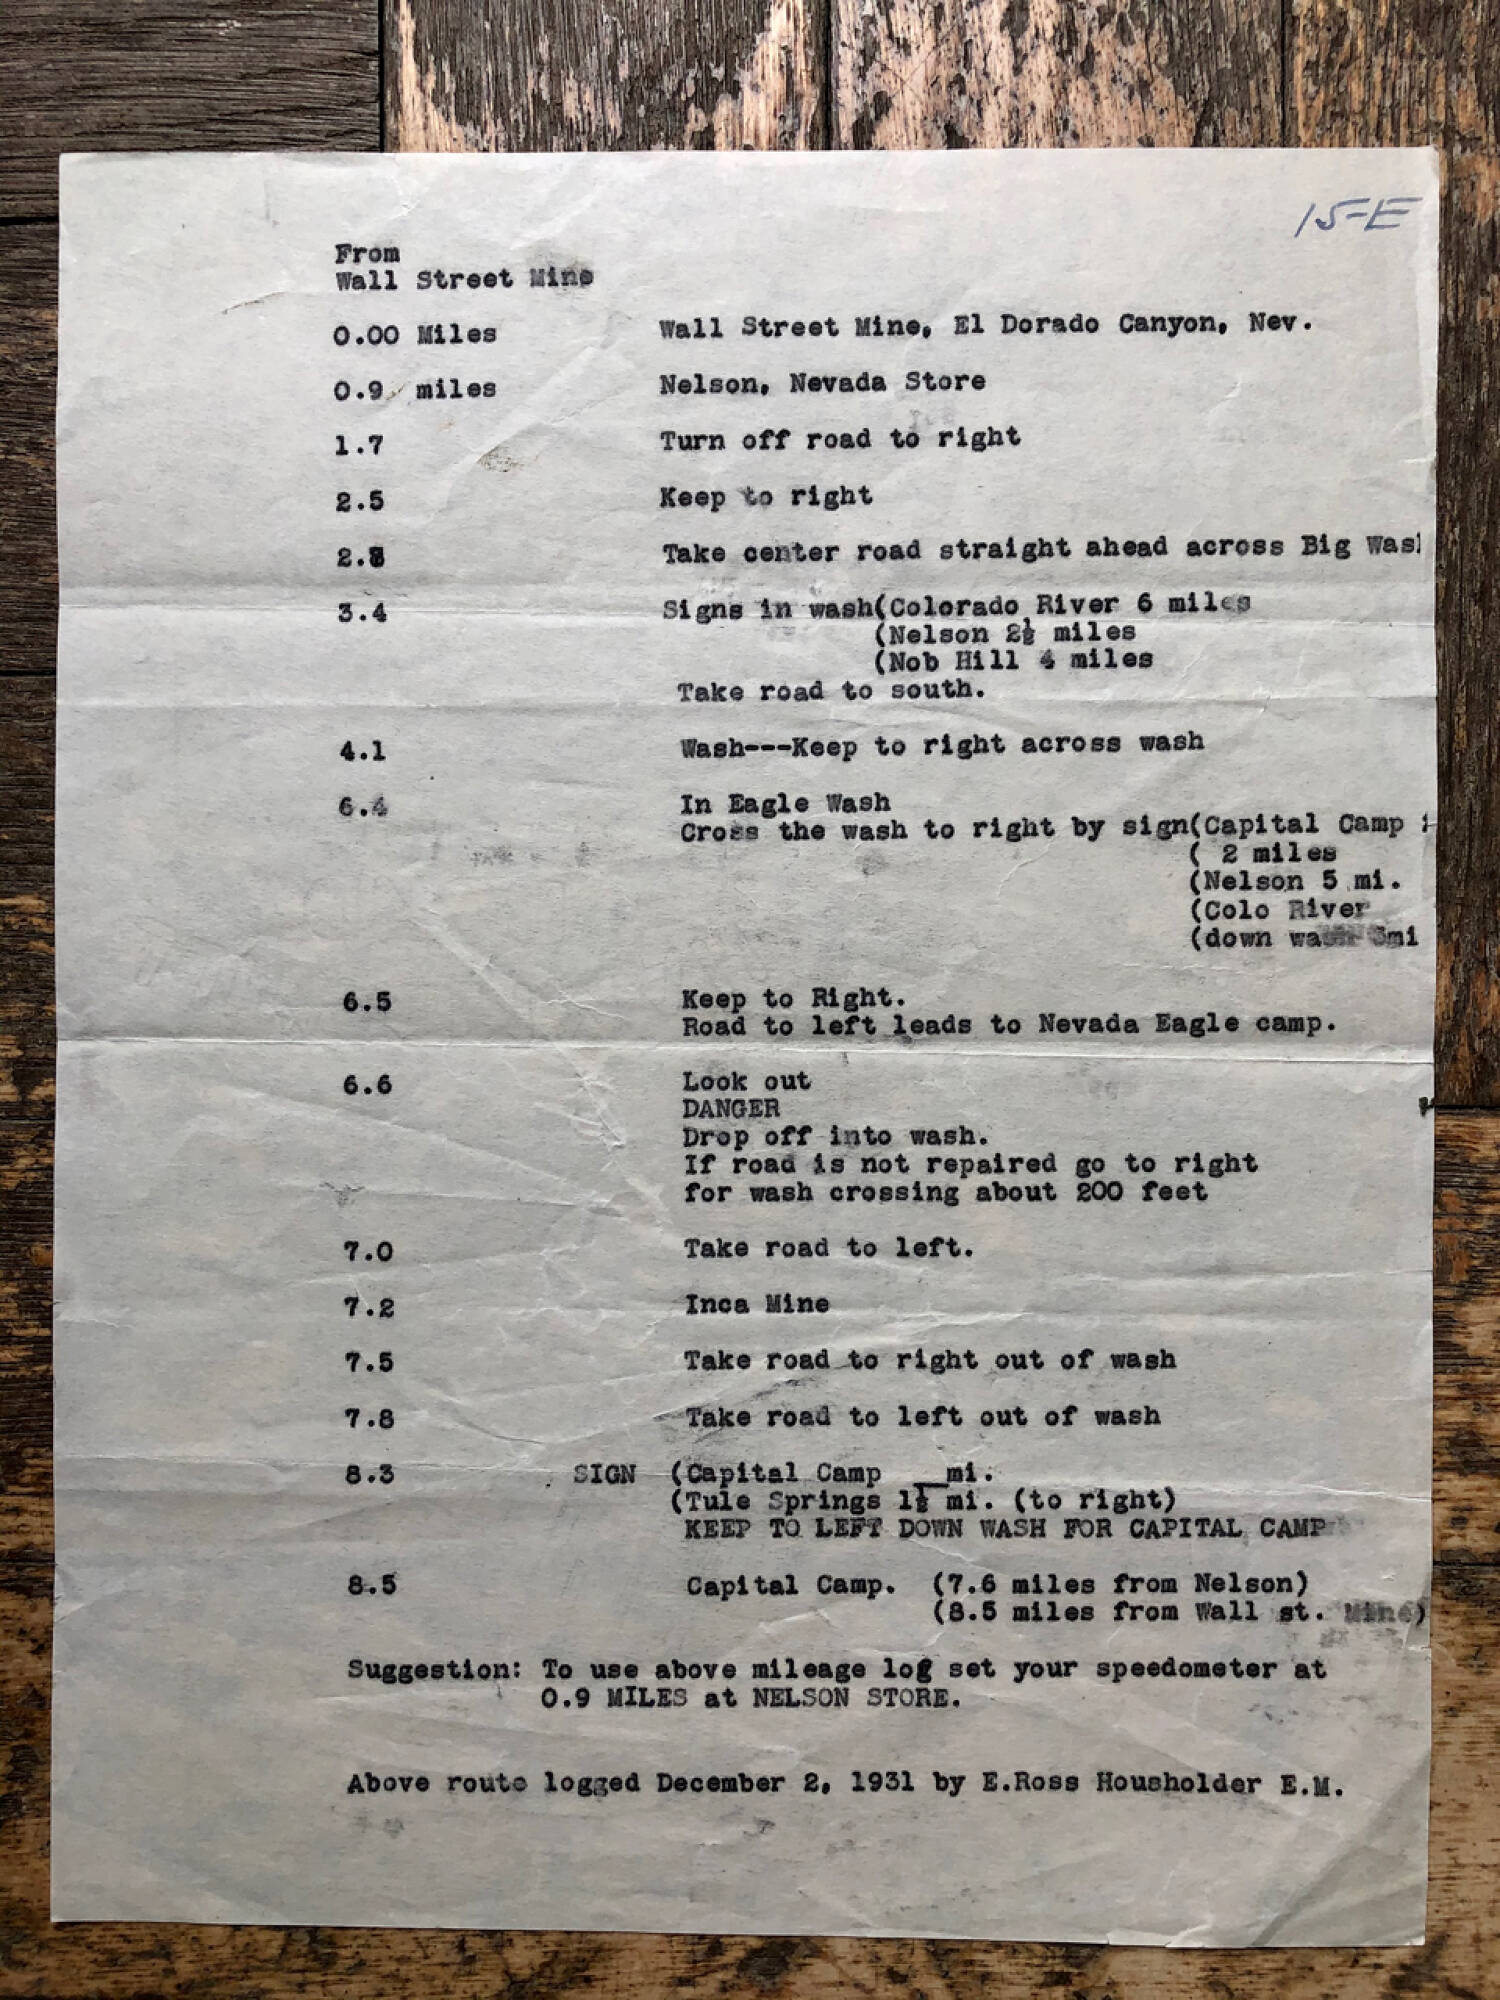 15-E
From
Wall Street Mine
0.00 Miles Wall Street Mine, El Dorado Canyon, Nev.
0.9 miles Nelson, Nevada Store
1.7 Turn off road to right
2.5 Keep to right
2.8 Take center road straight ahead across Big Was
3.4 Signs in wash(Colorado River 6 miles
(Nelson 2½ miles
(Nob Hill 4 miles
Take road to south.
4.1 Wash---Keep to right across wash
6.4 In Eagle Wash
Cross the wash to right by sign(Capital Camp
( 2 miles
(Nelson 5 mi.
(Colo River
(down wash 3mi
6.5 Keep to Right.
Road to left leads to Nevada Eagle camp.
6.6 Look out
DANGER
Drop off into wash.
If road is not repaired go to right
for wash crossing about 200 feet
7.0 Take road to left.
7.2 Inca Mine
7.5 Take road to right out of wash
7.8 Take road to left out of wash
8.3 SIGN (Capital Camp __mi.
(Tule Springs 1½ mi. (to right)
KEEP TO LEFT DOWN WASH FOR CAPITAL CAMP
8.5 Capital Camp. (7.6 miles from Nelson)
(8.5 miles from Wall st. Mine)
Suggestion: To use above mileage log set your speedometer at
0.9 MILES at NELSON STORE.
Above route logged December 2, 1931 by E.Ross Housholder E.M.